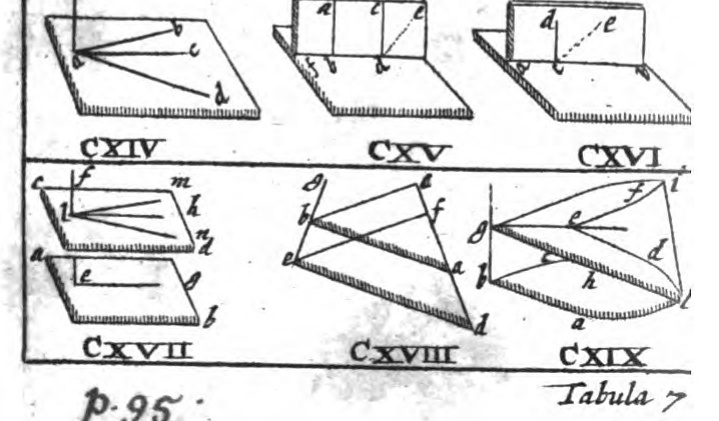 b
a c
d
CXIV
a c e
f b d
CXV
d e
c
CXVI
f
c m
l h
n
d
a
e g
b
CXVII
g e
b f
e a
d
CXVIII
f l
g e
c d
b h
a
CXIX
Tabula 7
p. 95.